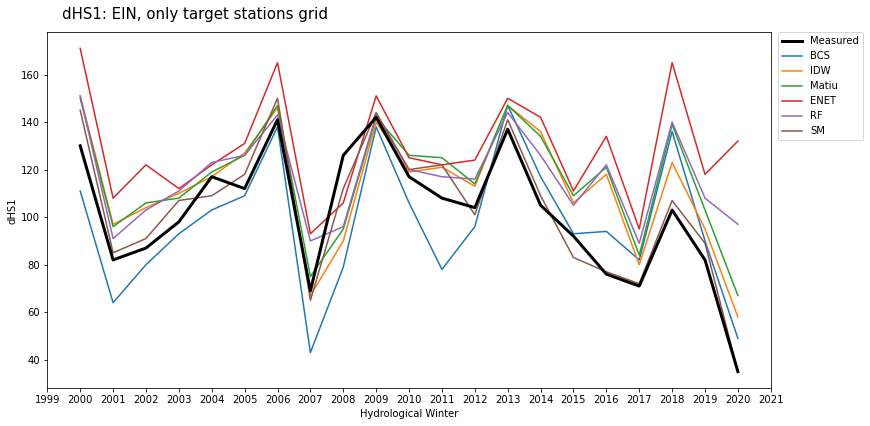 dHS1: EIN, only target stations grid
Measured
BCS
IDW
Matiu
ENET
RF
SM
dHS1
160
140
120
100
80
60
40
1999 2000 2001 2002 2003 2004 2005 2006 2007 2008 2009 2010 2011 2012 2013 2014 2015 2016 2017 2018 2019 2020 2021
Hydrological Winter